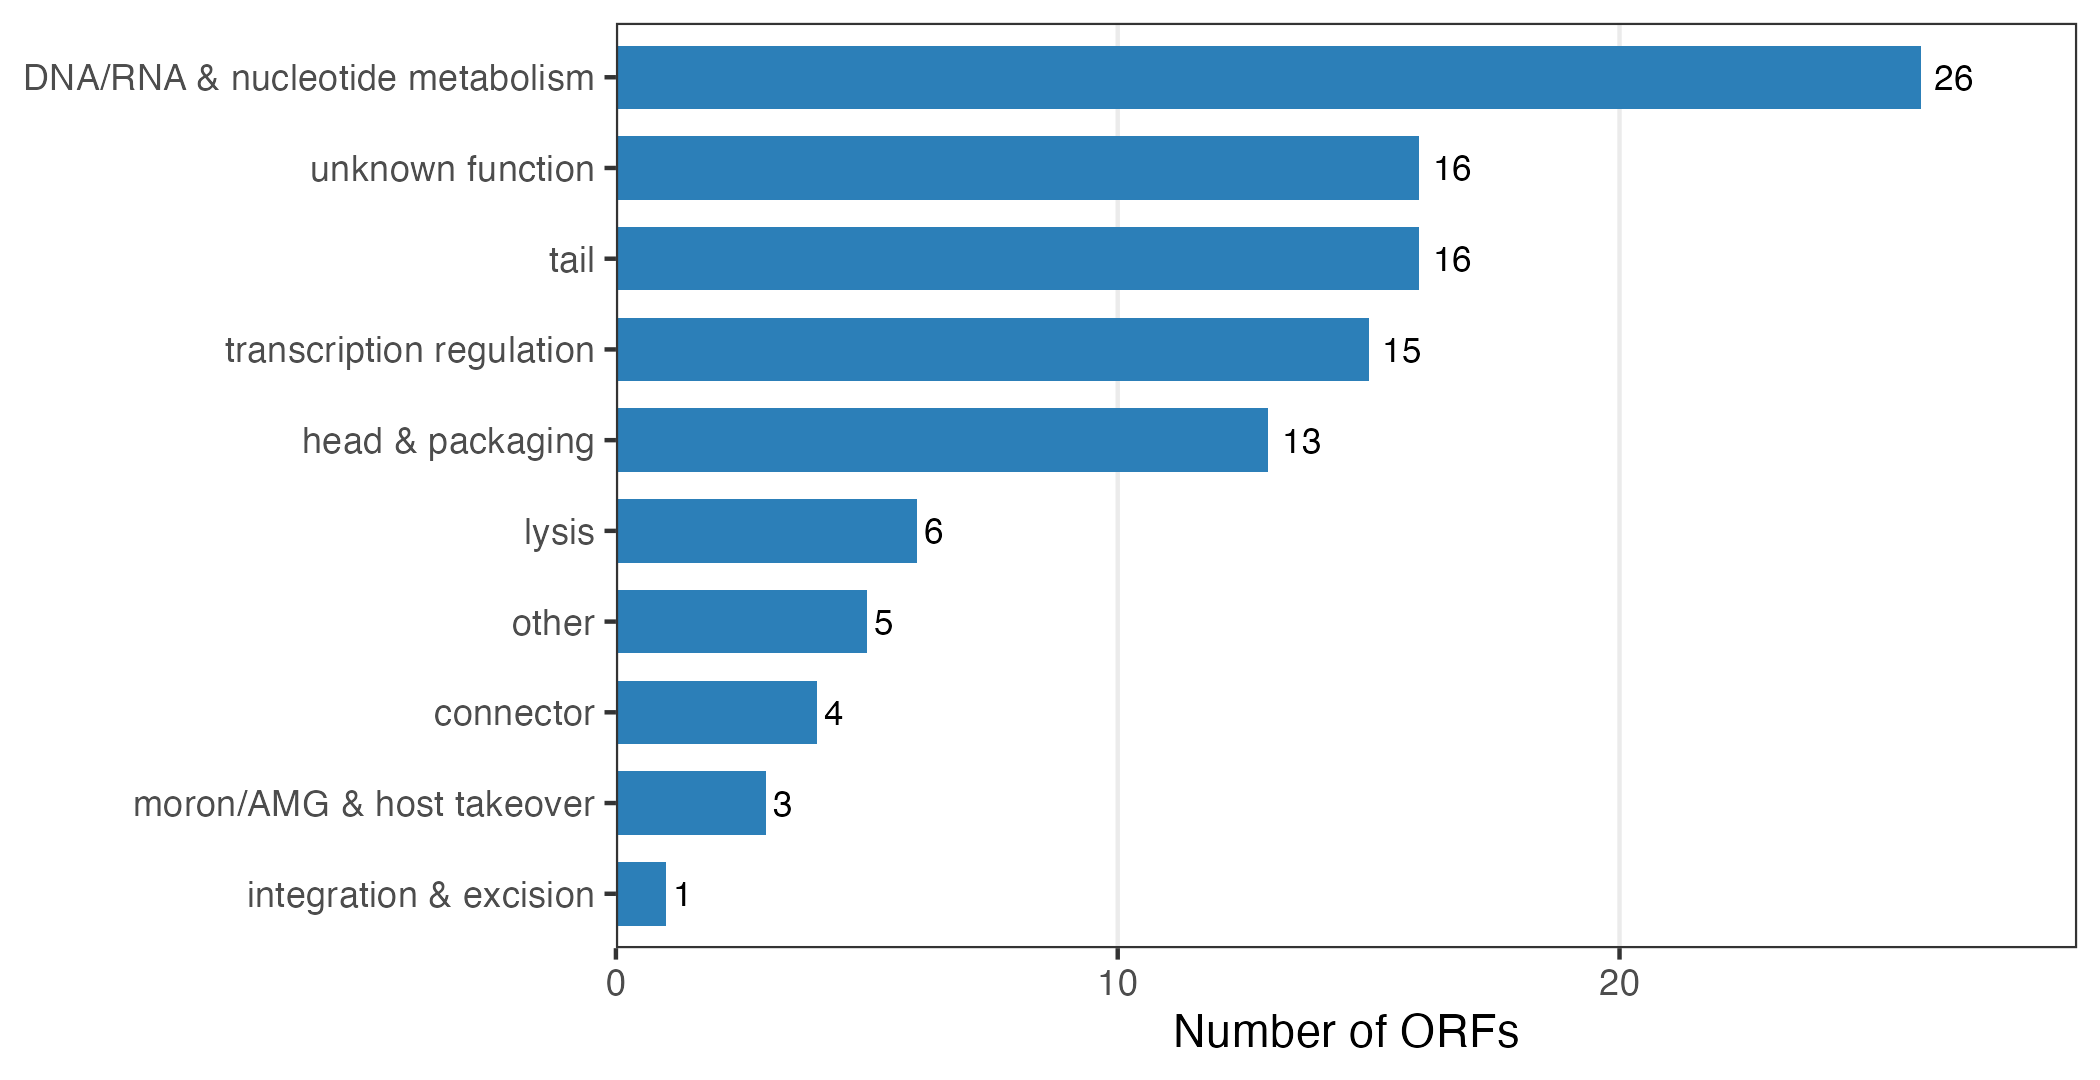 DNA/RNA & nucleotide metabolism 26
unknown function 16
tail 16
transcription regulation 15
head & packaging 13
lysis 6
other 5
connector 4
moron/AMG & host takeover 3
integration & excision 1
0 10 20
Number of ORFs